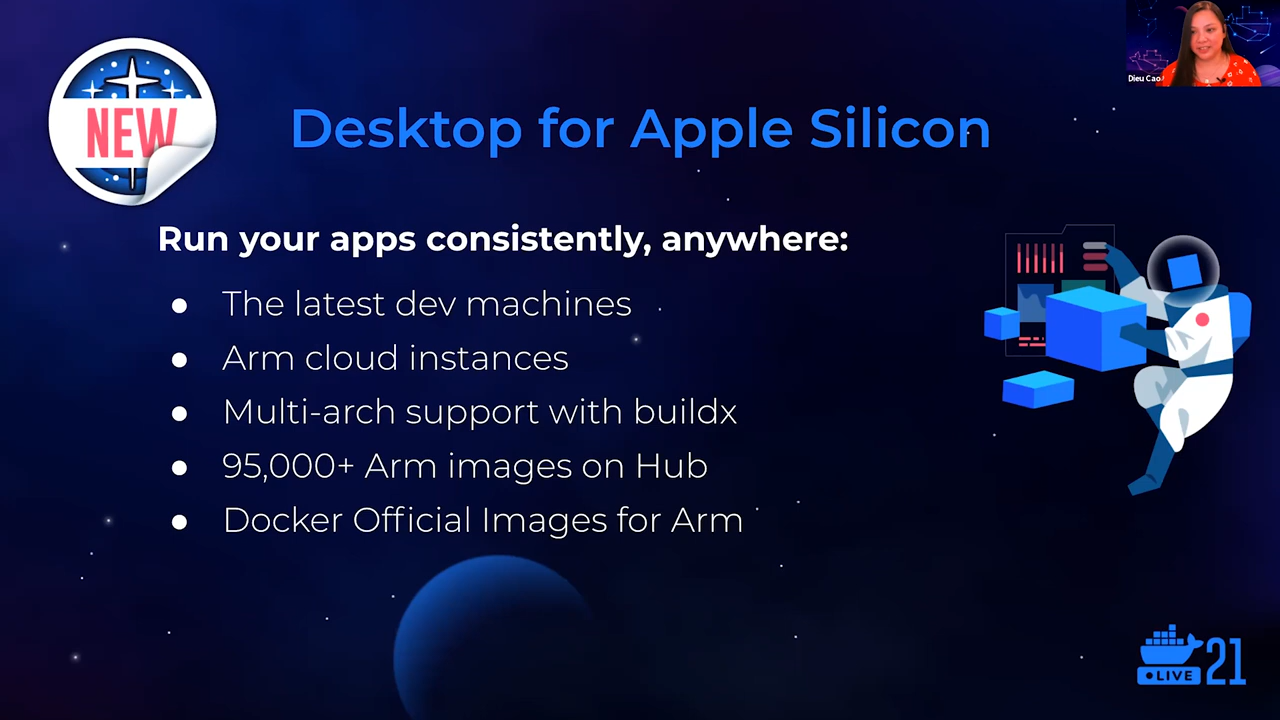 Dieu Cao
NEW
Desktop for Apple Silicon
Run your apps consistently, anywhere:
● The latest dev machines
● Arm cloud instances
● Multi-arch support with buildx
● 95,000+ Arm images on Hub
● Docker Official Images for Arm
LIVE 21